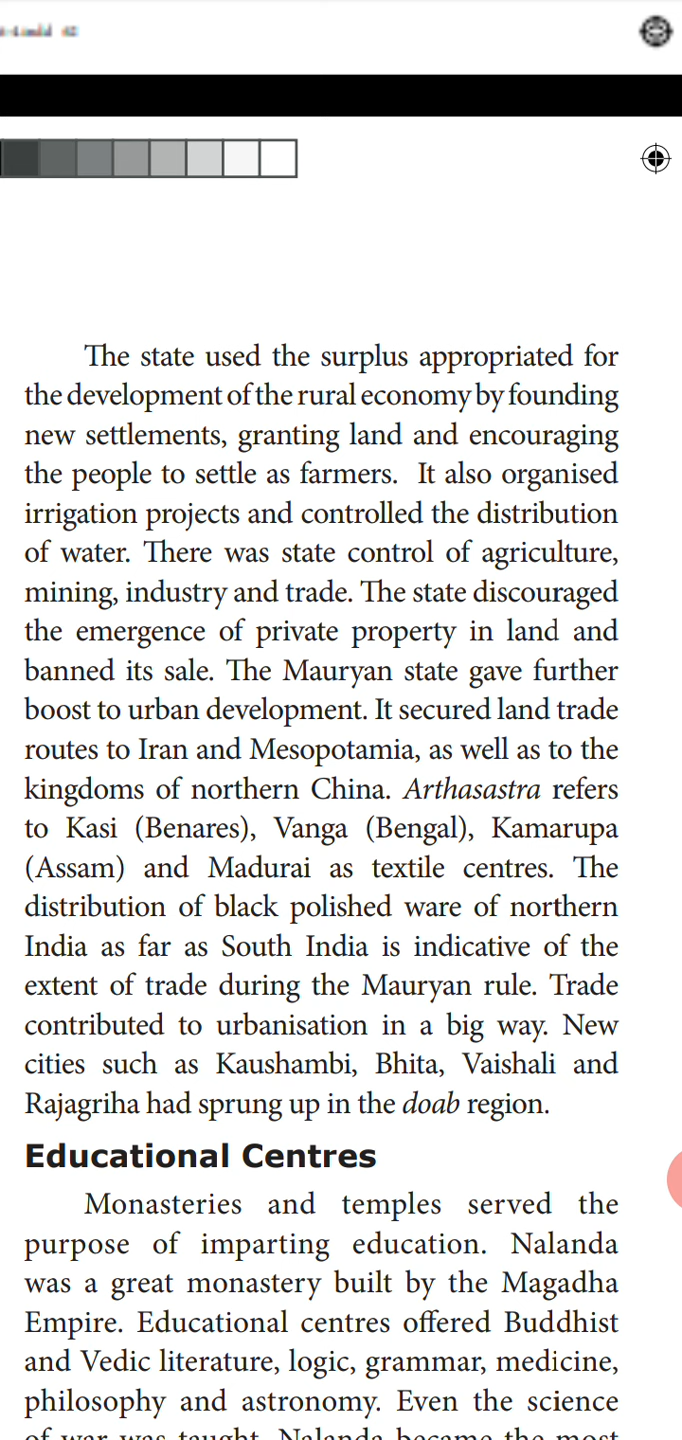 The state used the surplus appropriated for
the development of the rural economy by founding
new settlements, granting land and encouraging
the people to settle as farmers. It also organised
irrigation projects and controlled the distribution
of water. There was state control of agriculture,
mining, industry and trade. The state discouraged
the emergence of private property in land and
banned its sale. The Mauryan state gave further
boost to urban development. It secured land trade
routes to Iran and Mesopotamia, as well as to the
kingdoms of northern China. Arthasastra refers
to Kasi (Benares), Vanga (Bengal), Kamarupa
(Assam) and Madurai as textile centres. The
distribution of black polished ware of northern
India as far as South India is indicative of the
extent of trade during the Mauryan rule. Trade
contributed to urbanisation in a big way. New
cities such as Kaushambi, Bhita, Vaishali and
Rajagriha had sprung up in the doab region.
Educational Centres
Monasteries and temples served the
purpose of imparting education. Nalanda
was a great monastery built by the Magadha
Empire. Educational centres offered Buddhist
and Vedic literature, logic, grammar, medicine,
philosophy and astronomy. Even the science
of war was taught. Nalanda became the most